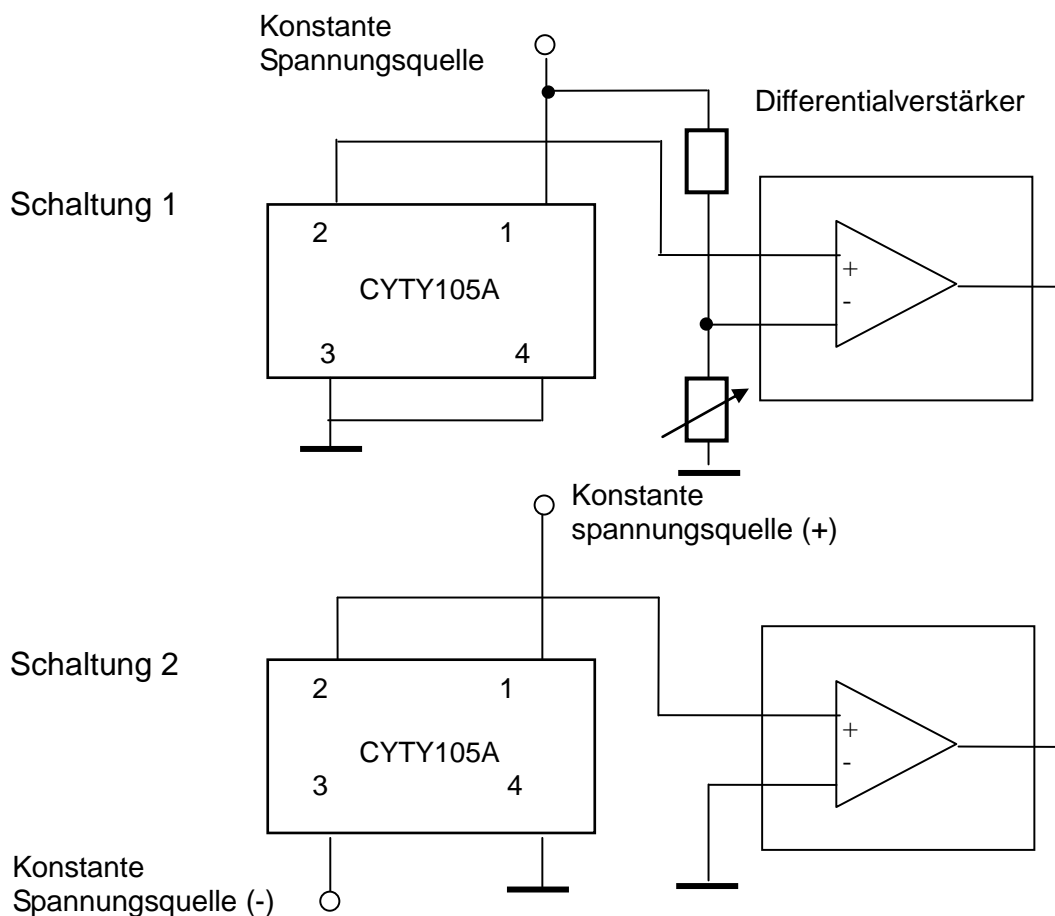 Konstante
Spannungsquelle
Differentialverstärker
Schaltung 1
2 1
CYTY105A
+
-
3 4
Konstante
spannungsquelle (+)
Schaltung 2
2 1
CYTY105A
+
-
3 4
Konstante
Spannungsquelle (-)